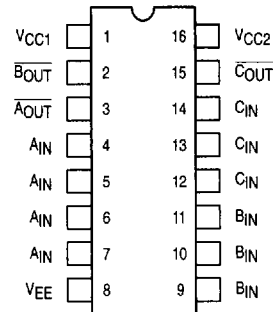 VCC1 1 16 VCC2
BOUT 2 15 COUT
AOUT 3 14 CIN
AIN 4 13 CIN
AIN 5 12 CIN
AIN 6 11 BIN
AIN 7 10 BIN
VEE 8 9 BIN